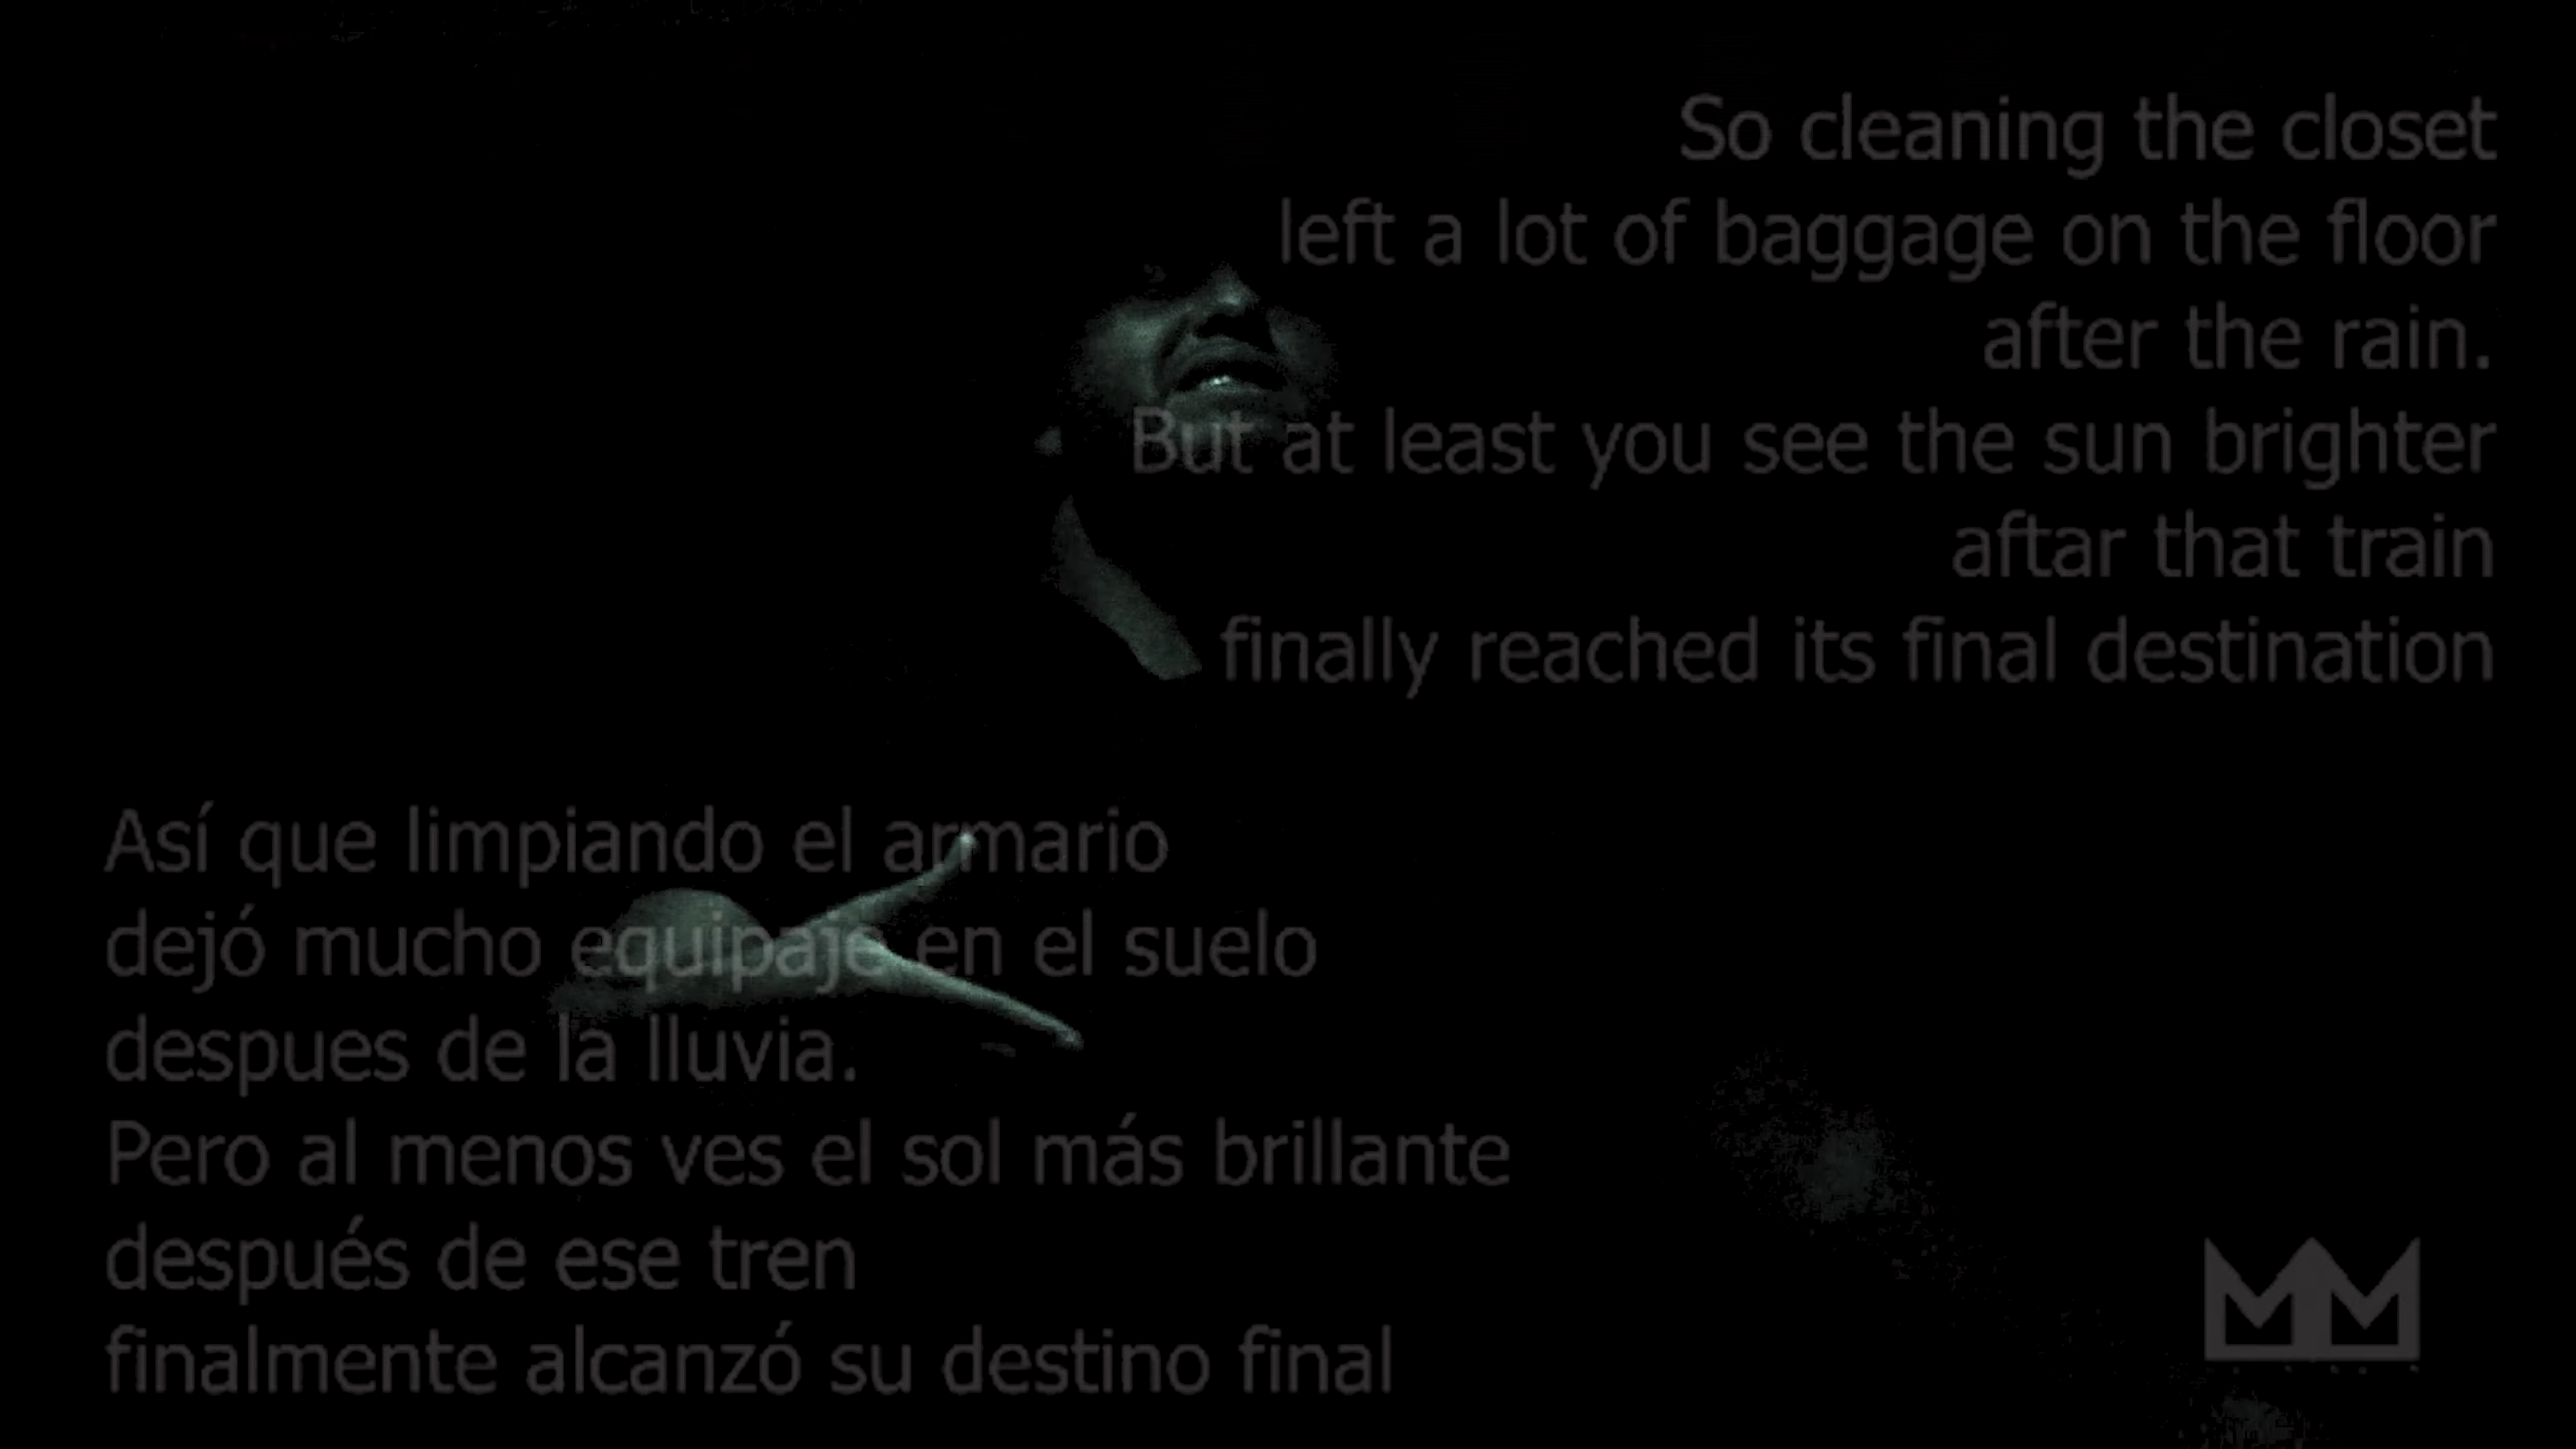 So cleaning the closet
left a lot of baggage on the floor
after the rain.
But at least you see the sun brighter
aftar that train
finally reached its final destination
Así que limpiando el armario
dejó mucho equipaje en el suelo
despues de la lluvia.
Pero al menos ves el sol más brillante
después de ese tren
finalmente alcanzó su destino final